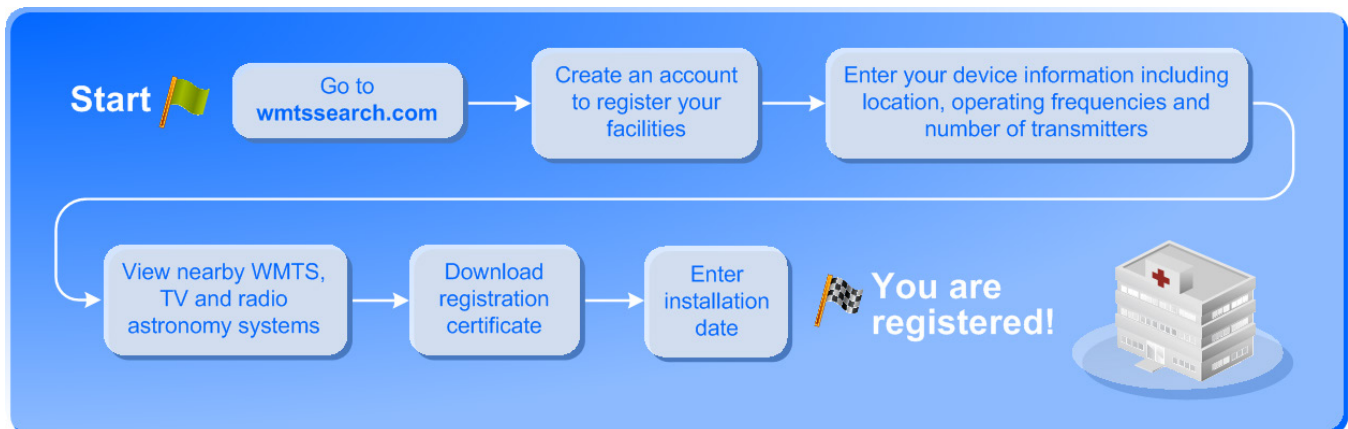 Start
Go to
wmtssearch.com
Create an account
to register your
facilities
Enter your device information including
location, operating frequencies and
number of transmitters
View nearby WMTS,
TV and radio
astronomy systems
Download
registration
certificate
Enter
installation
date
You are
registered!